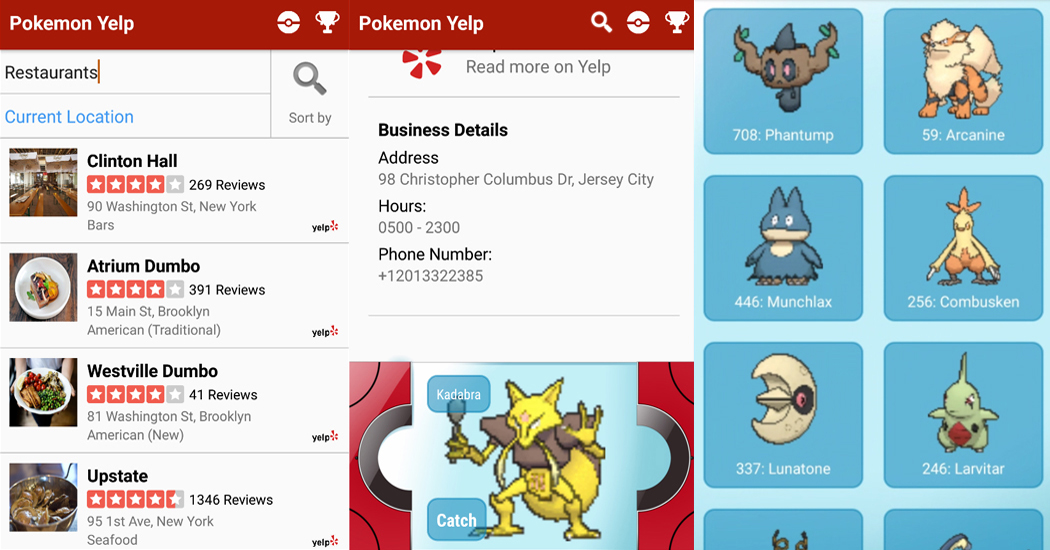 Pokemon Yelp
Restaurants
Current Location
Sort by
Clinton Hall
269 Reviews
90 Washington St, New York
Bars
yelp
Atrium Dumbo
391 Reviews
15 Main St, Brooklyn
American (Traditional)
yelp
Westville Dumbo
41 Reviews
81 Washington St, Brooklyn
American (New)
yelp
Upstate
1346 Reviews
95 1st Ave, New York
Seafood
yelp
Pokemon Yelp
Read more on Yelp
Business Details
Address
98 Christopher Columbus Dr, Jersey City
Hours:
0500 - 2300
Phone Number:
+12013322385
Kadabra
Catch
708: Phantump
59: Arcanine
446: Munchlax
256: Combusken
337: Lunatone
246: Larvitar